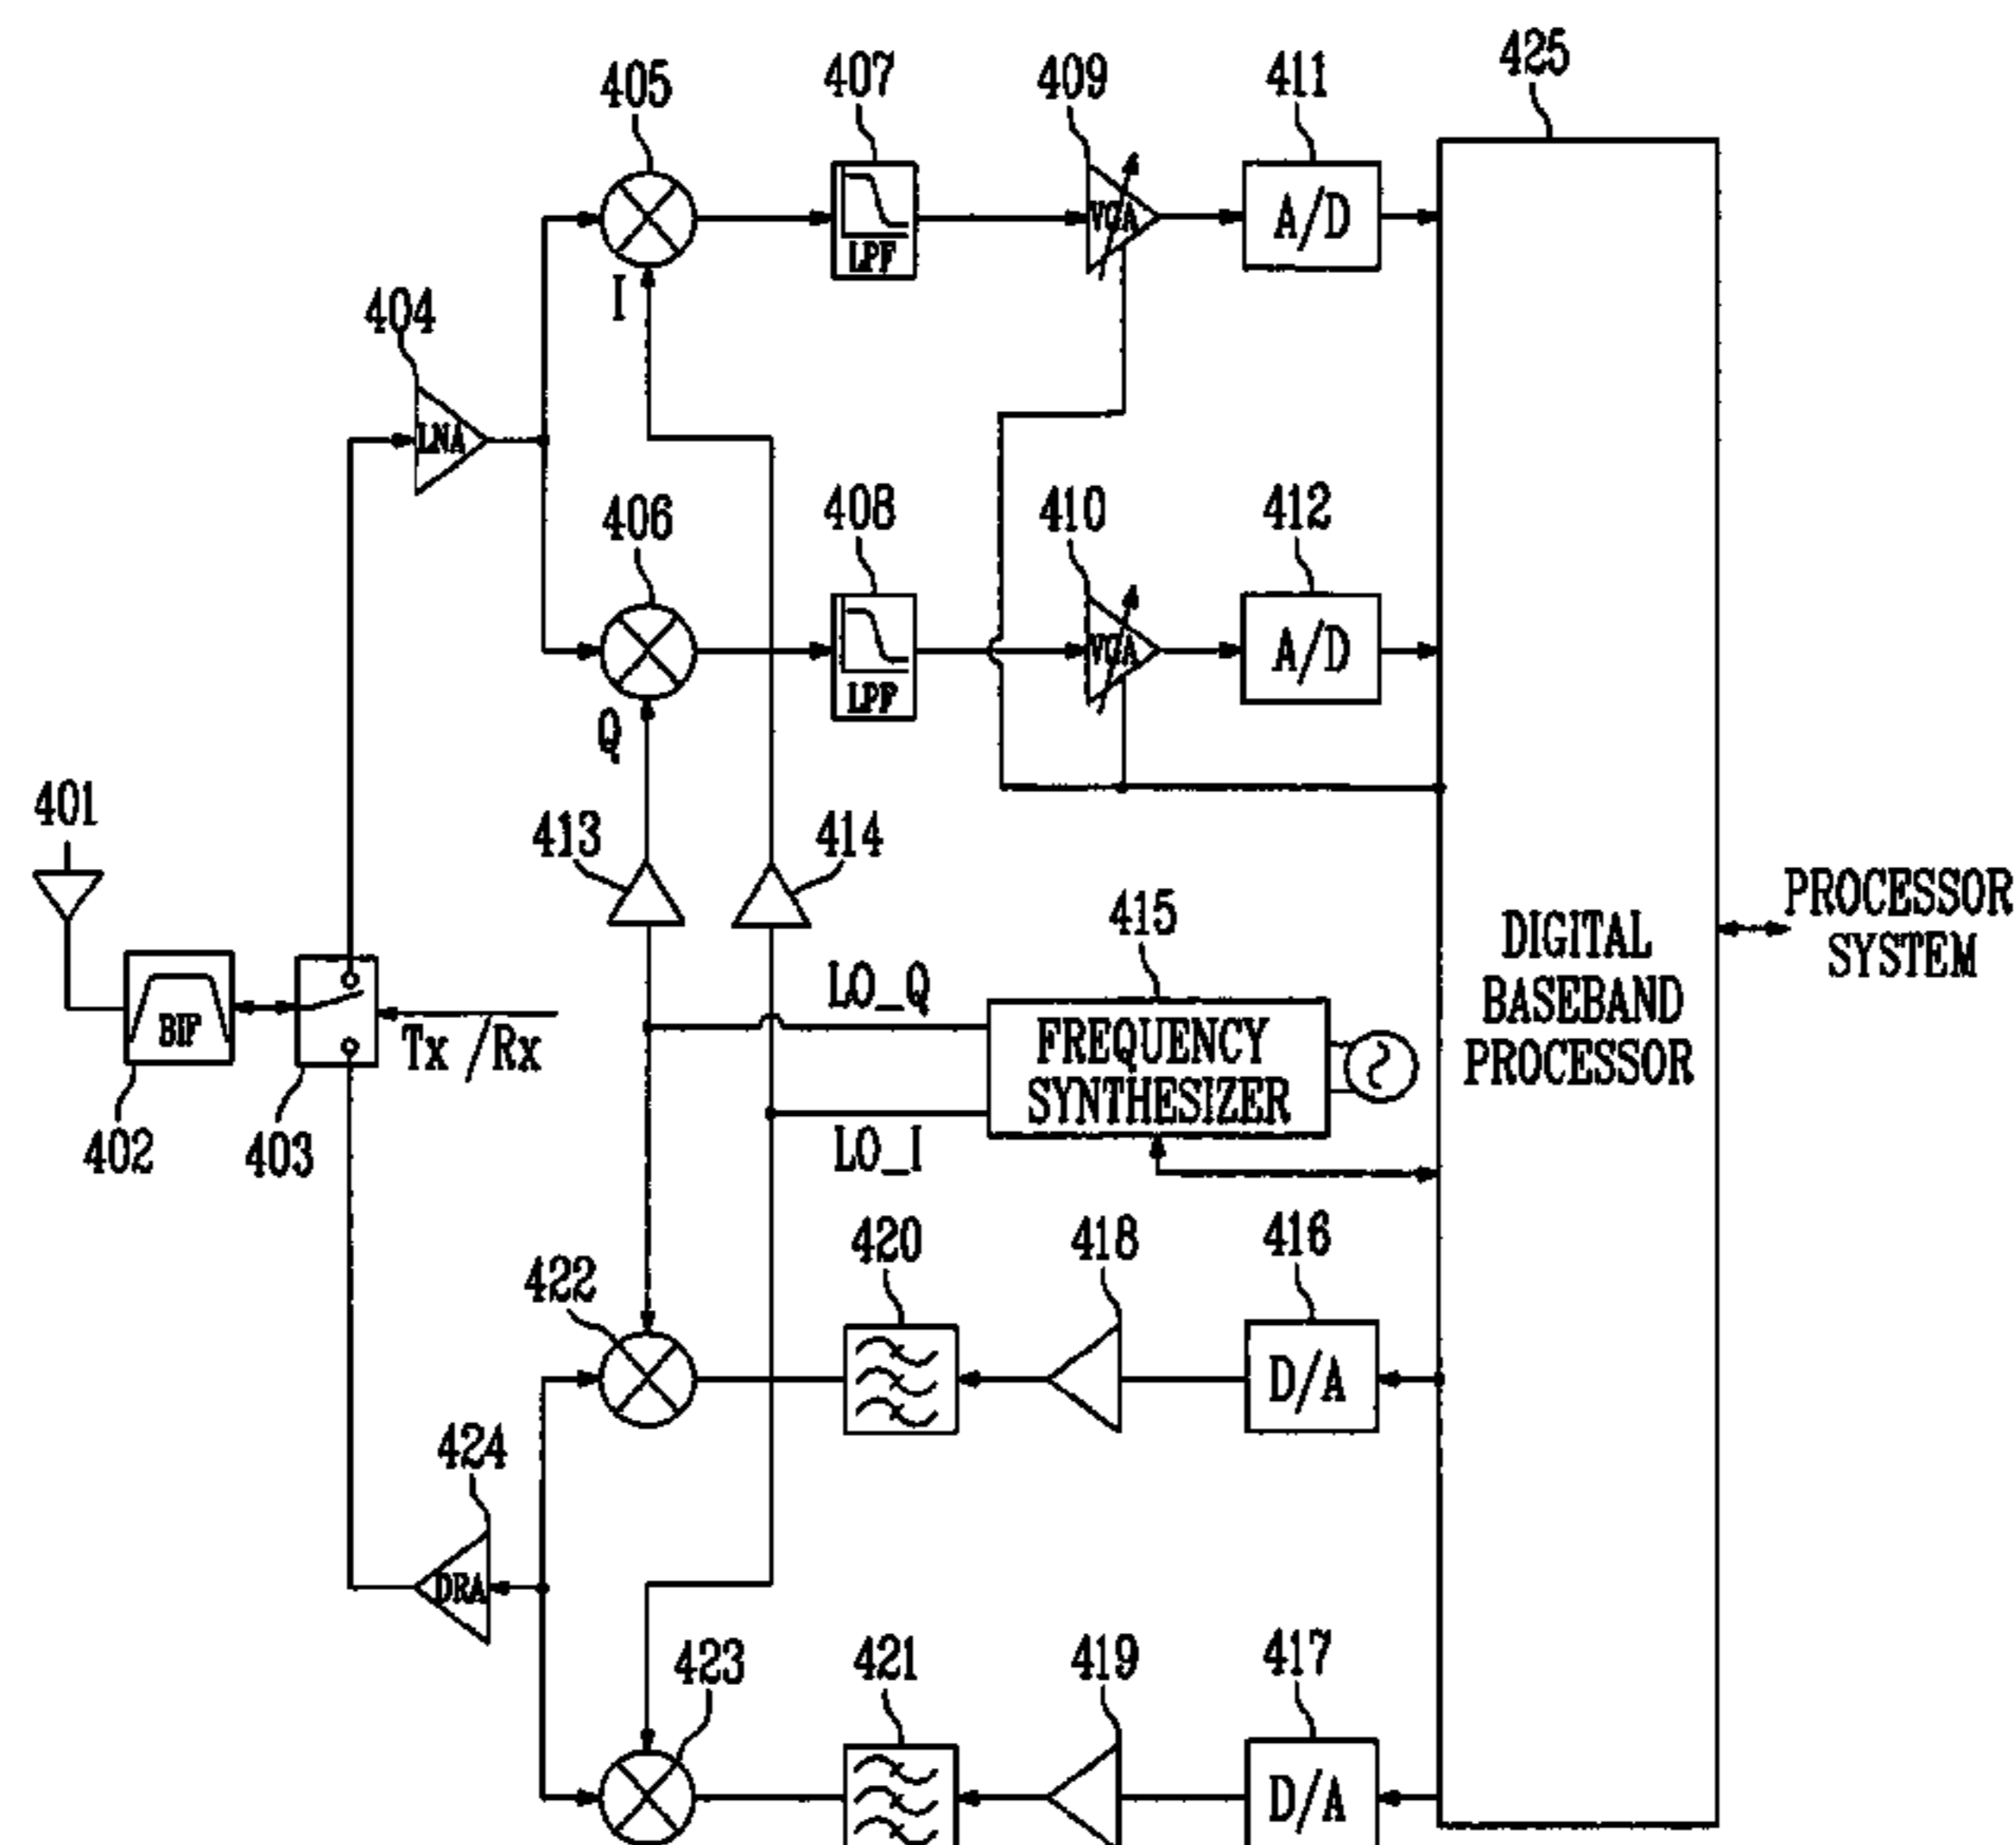 425
405
407
409
411
VGA
A/D
LPF
I
404
LNA
406
408
410
412
VGA
A/D
LPF
Q
401
413
414
415
PROCESSOR
SYSTEM
DIGITAL
BASEBAND
PROCESSOR
LO_Q
FREQUENCY
SYNTHESIZER
LO_I
BIF
Tx /Rx
402
403
422
420
418
416
D/A
424
DRA
423
421
419
417
D/A